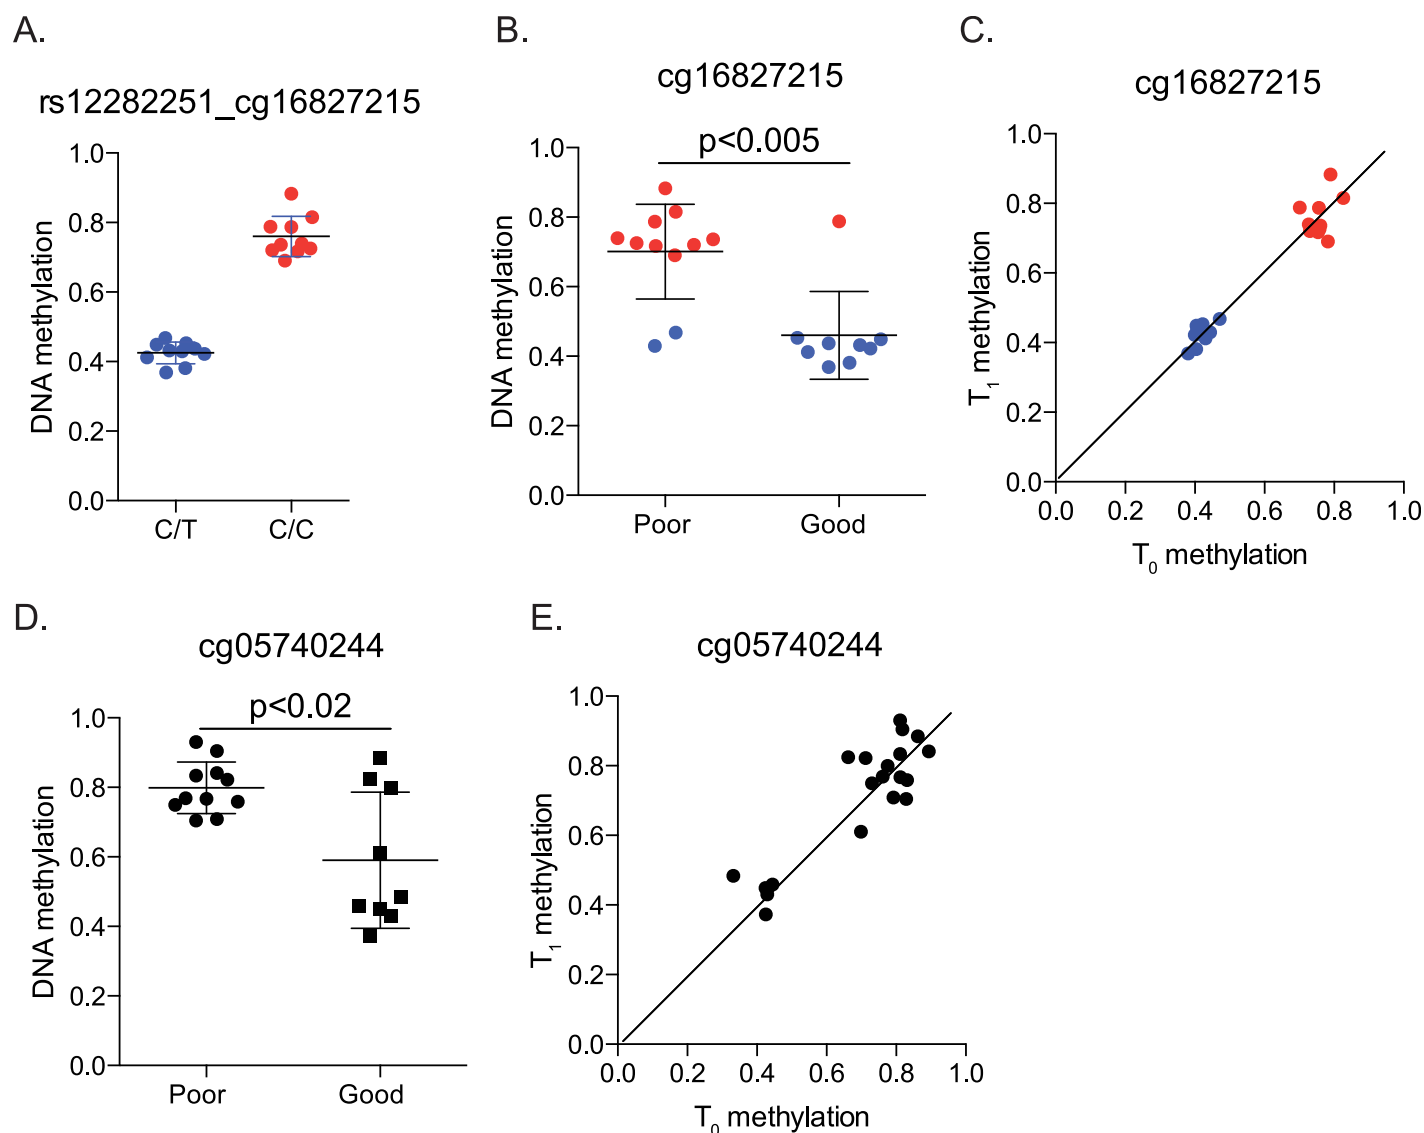 A.
rs12282251_cg16827215
DNA methylation
1.0
0.8
0.6
0.4
0.2
0.0
C/T C/C
B.
cg16827215
p<0.005
DNA methylation
1.0
0.8
0.6
0.4
0.2
0.0
Poor Good
C.
cg16827215
T1 methylation
1.0
0.8
0.6
0.4
0.2
0.0
0.0 0.2 0.4 0.6 0.8 1.0
T0 methylation
D.
cg05740244
p<0.02
DNA methylation
1.0
0.8
0.6
0.4
0.2
0.0
Poor Good
E.
cg05740244
T1 methylation
1.0
0.8
0.6
0.4
0.2
0.0
0.0 0.2 0.4 0.6 0.8 1.0
T0 methylation